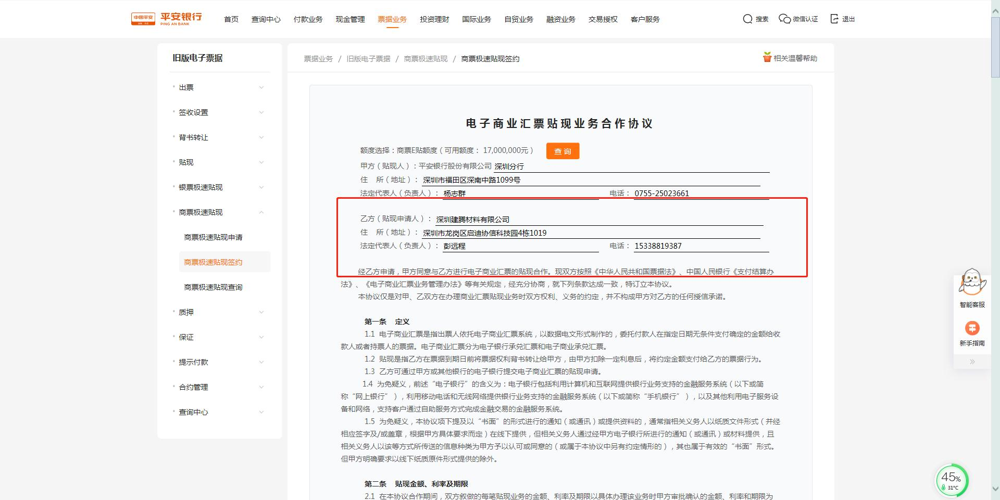 中国平安 平安银行
金融·科技
PING AN BANK
首页 查询中心 付款业务 现金管理 票据业务 投资理财 国际业务 自贸业务 融资业务 交易授权 客户服务 搜索 微信认证 退出
旧版电子票据
出票
签收设置
背书转让
贴现
银票极速贴现
商票极速贴现
商票极速贴现申请
商票极速贴现签约
商票极速贴现查询
质押
保证
提示付款
合约管理
查询中心
票据业务 / 旧版电子票据 / 商票极速贴现 / 商票极速贴现签约
相关温馨帮助
电子商业汇票贴现业务合作协议
额度选择：商票E贴额度（可用额度： 17,000,000元） 查 询
甲方（贴现人）：平安银行股份有限公司 深圳分行
住 所（地址）： 深圳市福田区深南中路1099号
法定代表人（负责人）： 杨志群 电话： 0755-25023661
乙方（贴现申请人）： 深圳建腾材料有限公司
住 所（地址）： 深圳市龙岗区启迪协信科技园4栋1019
法定代表人（负责人）： 彭远程 电话： 15338819387
经乙方申请，甲方同意与乙方进行电子商业汇票的贴现合作。现双方按照《中华人民共和国票据法》、中国人民银行《支付结算办
法》、《电子商业汇票业务管理办法》等有关规定，经充分协商，就下列条款达成一致，特订立本协议。
本协议仅是对甲、乙双方在办理商业汇票贴现业务时双方权利、义务的约定，并不构成甲方对乙方的任何授信承诺。
第一条 定义
1.1 电子商业汇票是指出票人依托电子商业汇票系统，以数据电文形式制作的，委托付款人在指定日期无条件支付确定的金额给收
款人或者持票人的票据。电子商业汇票分为电子银行承兑汇票和电子商业承兑汇票。
1.2 贴现是指乙方在票据到期日前将票据权利背书转让给甲方，由甲方扣除一定利息后，将约定金额支付给乙方的票据行为。
1.3 乙方可通过甲方或其他银行的电子银行提交电子商业汇票的贴现申请。
1.4 为免疑义，前述“电子银行”的含义为：电子银行包括利用计算机和互联网提供银行业务支持的金融服务系统（以下或简
称“网上银行”），利用移动电话和无线网络提供银行业务支持的金融服务系统（以下或简称“手机银行”），以及其他利用电子服务设
备和网络，支持客户通过自助服务方式完成金融交易的金融服务系统。
1.5 为免疑义，本协议项下提及以“书面”的形式进行的通知（或通讯）或提供资料的，通常指相关义务人以纸质文件形式（并经
相应签字及/或盖章，根据甲方具体要求而定）在线下提供，但相关义务人通过经甲方电子银行所进行的通知（或通讯）或材料提供，且
相关义务人以该等方式所传送的信息种类为甲方予以认可或同意的（或属于本协议中另有约定情形的），其也属于有效的“书面”形式。
但甲方明确要求以线下纸质原件形式提供的除外。
第二条 贴现金额、利率及期限
2.1 在本协议合作期间，双方叙做的每笔贴现业务的金额、利率及期限以具体办理该业务时甲方审批确认的金额、利率和期限为
智能客服
新手指南
45%
31°C